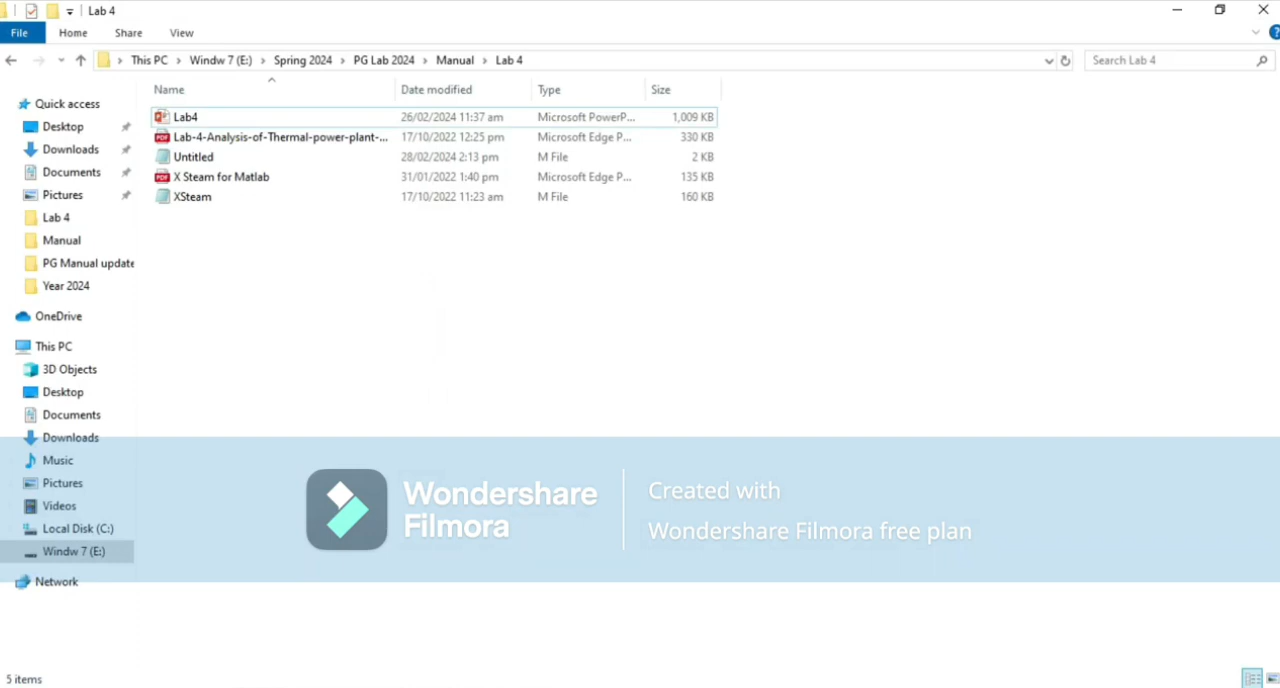 Lab 4
File Home Share View
This PC Windw 7 (E:) Spring 2024 PG Lab 2024 Manual Lab 4
Search Lab 4
Name Date modified Type Size
Lab4 26/02/2024 11:37 am Microsoft PowerP... 1,009 KB
Lab-4-Analysis-of-Thermal-power-plant-... 17/10/2022 12:25 pm Microsoft Edge P... 330 KB
Untitled 28/02/2024 2:13 pm M File 2 KB
X Steam for Matlab 31/01/2022 1:40 pm Microsoft Edge P... 135 KB
XSteam 17/10/2022 11:23 am M File 160 KB
Quick access
Desktop
Downloads
Documents
Pictures
Lab 4
Manual
PG Manual update
Year 2024
OneDrive
This PC
3D Objects
Desktop
Documents
Downloads
Music
Pictures
Videos
Local Disk (C:)
Windw 7 (E:)
Network
Wondershare
Filmora
Created with
Wondershare Filmora free plan
5 items